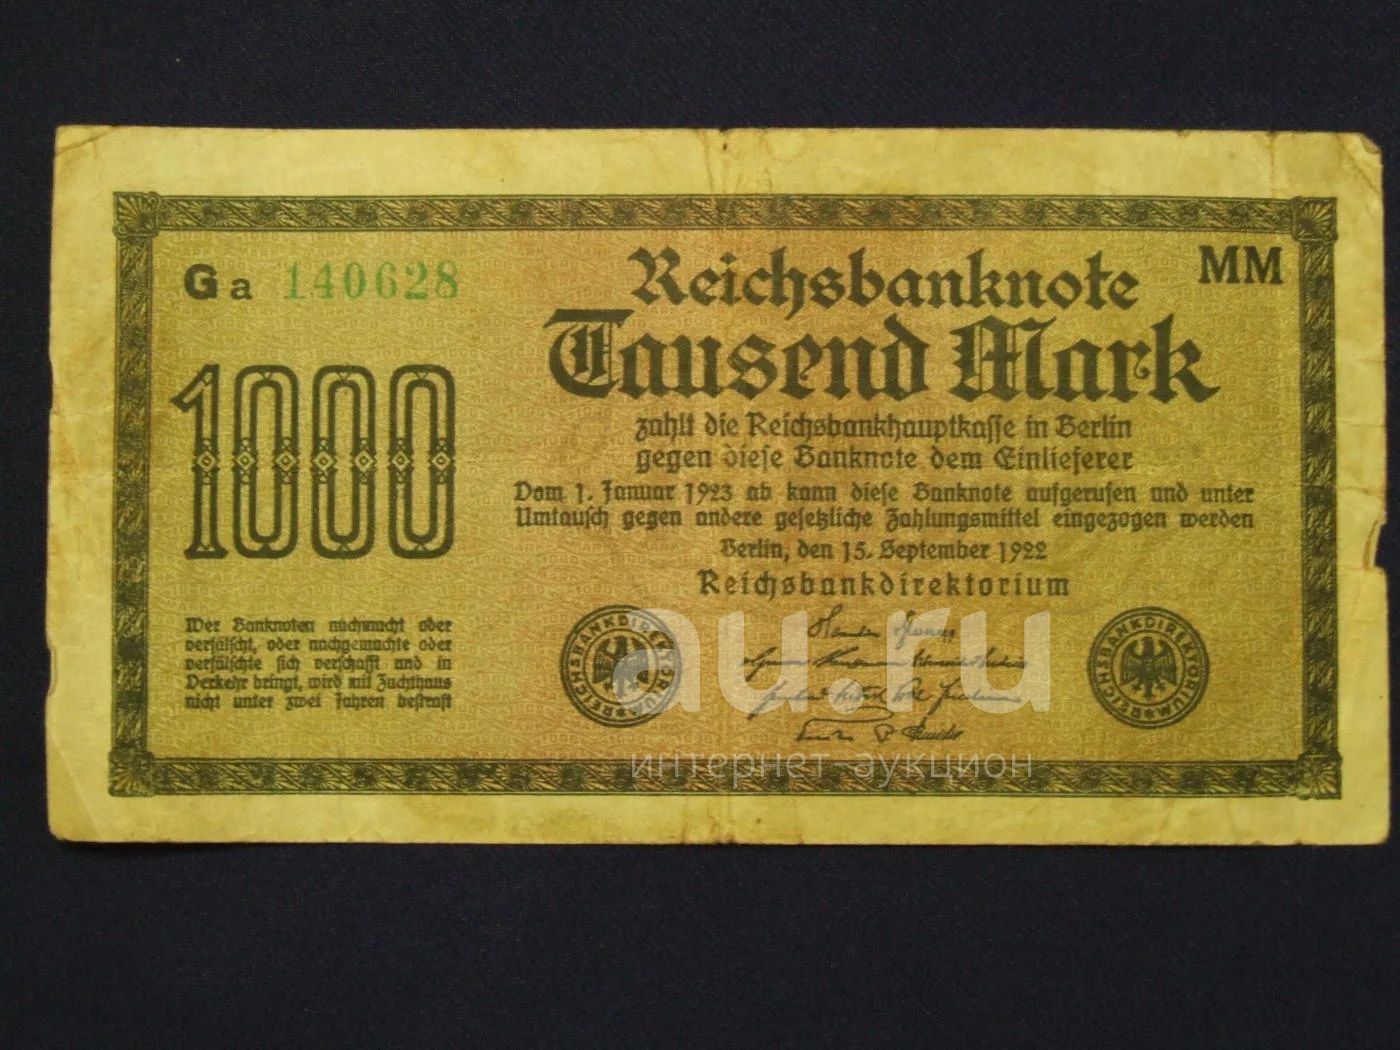 Ga 140628
MM
Reichsbanknote
Tausend Mark
1000
zahlt die Reichsbankhauptkasse in Berlin
gegen diese Banknote dem Einlieferer
Vom 1. Januar 1923 ab kann diese Banknote aufgerufen und unter
Umtausch gegen andere gesetzliche Zahlungsmittel eingezogen werden
Berlin, den 15. September 1922
Reichsbankdirektorium
Wer Banknoten nachmacht oder
verfälscht, oder nachgemachte oder
verfälschte sich verschafft und in
Verkehr bringt, wird mit Zuchthaus
nicht unter zwei Jahren bestraft
REICHSBANKDIREKTORIUM
REICHSBANKDIREKTORIUM
au.ru
интернет-аукцион